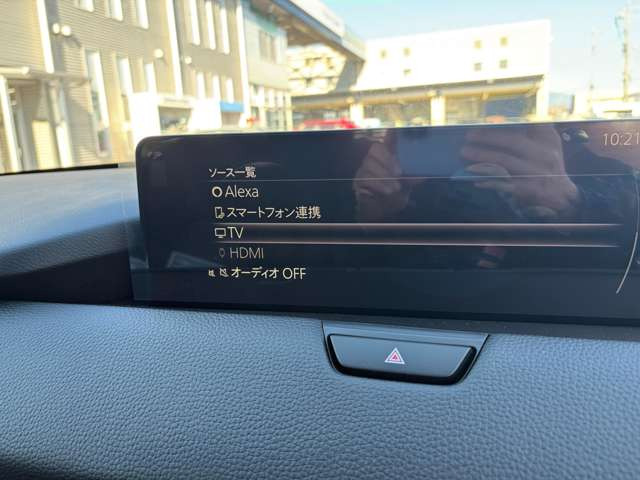 10:21
ソース一覧
Alexa
スマートフォン連携
TV
HDMI
オーディオ OFF